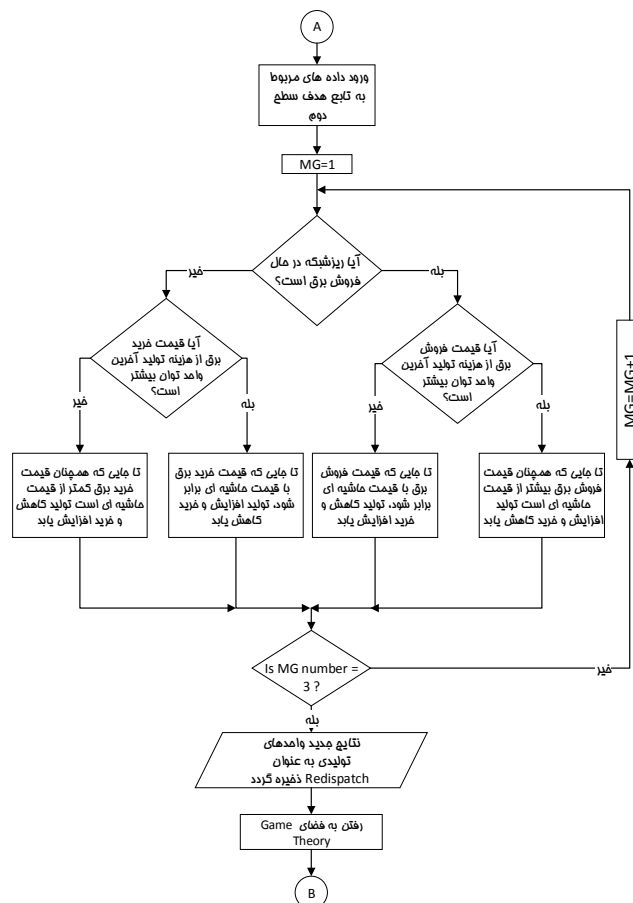 A
ورود داده های مربوط
به تابع هدف سطح
دوم
MG=1
آیا ریزشبکه در حال
فروش برق است؟
خیر
بله
آیا قیمت خرید
برق از هزینه تولید آخرین
واحد توان بیشتر
است؟
آیا قیمت فروش
برق از هزینه تولید آخرین
واحد توان بیشتر
است؟
خیر
بله
خیر
بله
MG=MG+1
تا جایی که همچنان قیمت
خرید برق کمتر از قیمت
حاشیه ای است تولید کاهش
و خرید افزایش یابد
تا جایی که قیمت خرید برق
با قیمت حاشیه ای برابر
شود، تولید افزایش و خرید
کاهش یابد
تا جایی که قیمت فروش
برق با قیمت حاشیه ای
برابر شود، تولید کاهش و
خرید افزایش یابد
تا جایی که همچنان قیمت
فروش برق بیشتر از قیمت
حاشیه ای است تولید
افزایش و خرید کاهش یابد
Is MG number =
3 ?
خیر
بله
نتایج جدید واحدهای
تولیدی به عنوان
Redispatch ذخیره گردد
رفتن به فضای Game
Theory
B